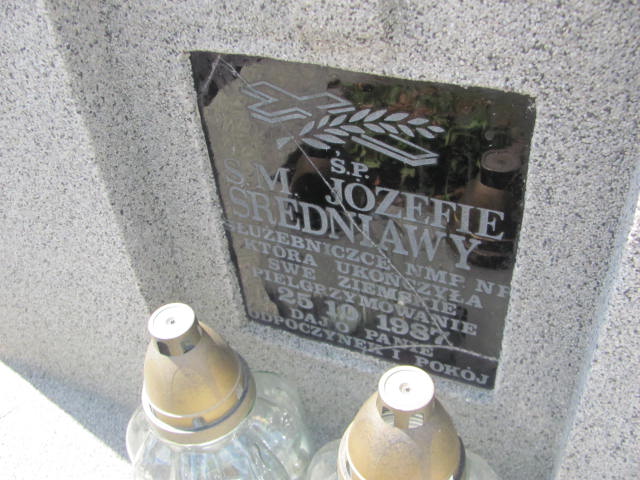 Ś.P.
S.M. JÓZEFIE
ŚREDNIAWY
SŁUŻEBNICZCE NMP NP
KTÓRA UKOŃCZYŁA
SWE ZIEMSKIE
PIELGRZYMOWANIE
25 10 1987
DAJ O PANIE
ODPOCZYNEK I POKÓJ